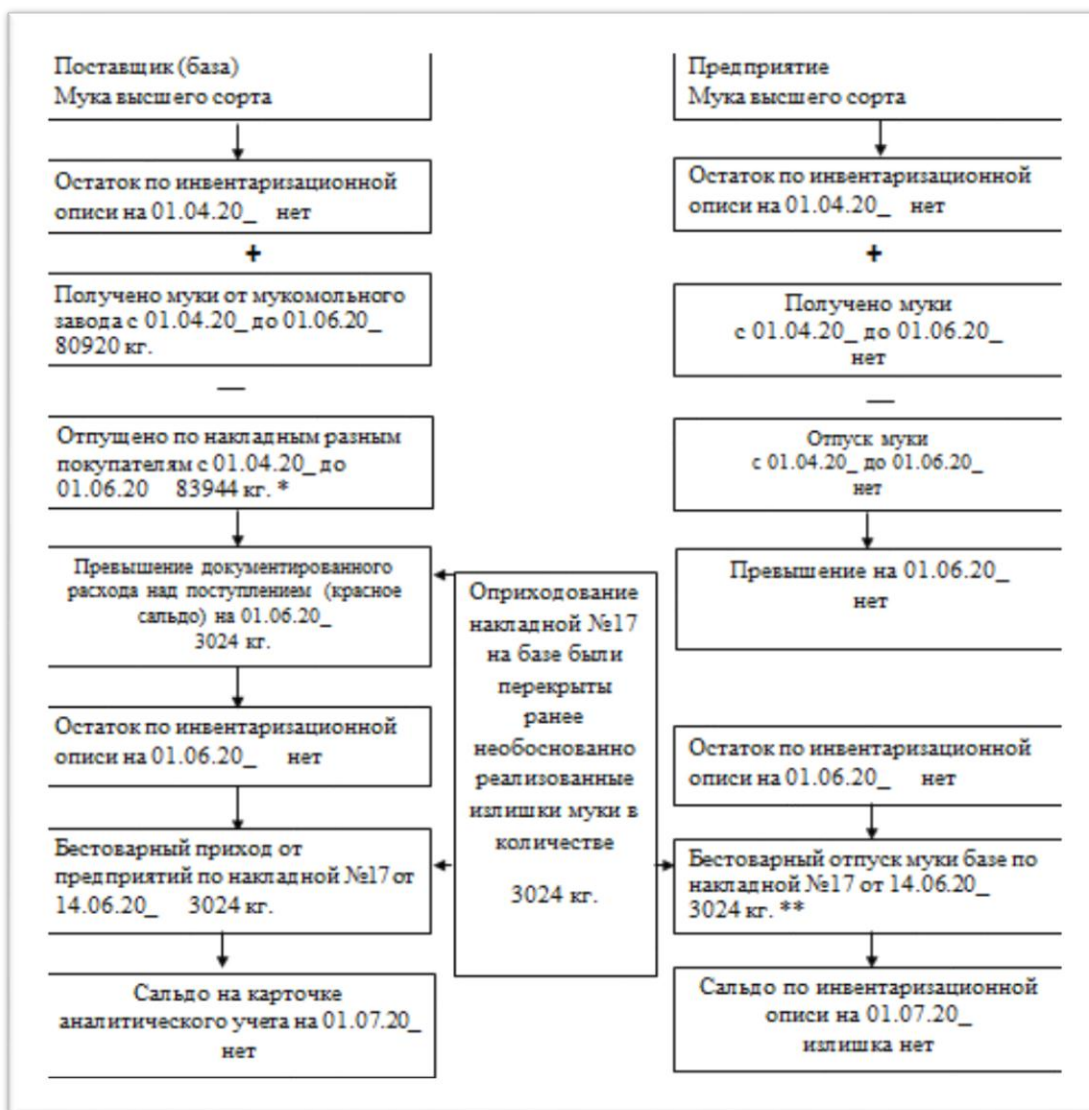 Поставщик (база)
Мука высшего сорта
Остаток по инвентаризационной
описи на 01.04.20_ нет
+
Получено муки от мукомольного
завода с 01.04.20_ до 01.06.20_
80920 кг.
—
Отпущено по накладным разным
покупателям с 01.04.20_ до
01.06.20 83944 кг. *
Превышение документированного
расхода над поступлением (красное
сальдо) на 01.06.20_
3024 кг.
Остаток по инвентаризационной
описи на 01.06.20_ нет
Бестоварный приход от
предприятий по накладной №17 от
14.06.20_ 3024 кг.
Сальдо на карточке
аналитического учета на 01.07.20_
нет
Оприходование
накладной №17
на базе были
перекрыты
ранее
необоснованно
реализованные
излишки муки в
количестве
3024 кг.
Предприятие
Мука высшего сорта
Остаток по инвентаризационной
описи на 01.04.20_ нет
+
Получено муки
с 01.04.20_ до 01.06.20_
нет
—
Отпуск муки
с 01.04.20_ до 01.06.20_
нет
Превышение на 01.06.20_
нет
Остаток по инвентаризационной
описи на 01.06.20_ нет
Бестоварный отпуск муки базе по
накладной №17 от 14.06.20_
3024 кг. **
Сальдо по инвентаризационной
описи на 01.07.20_
излишка нет